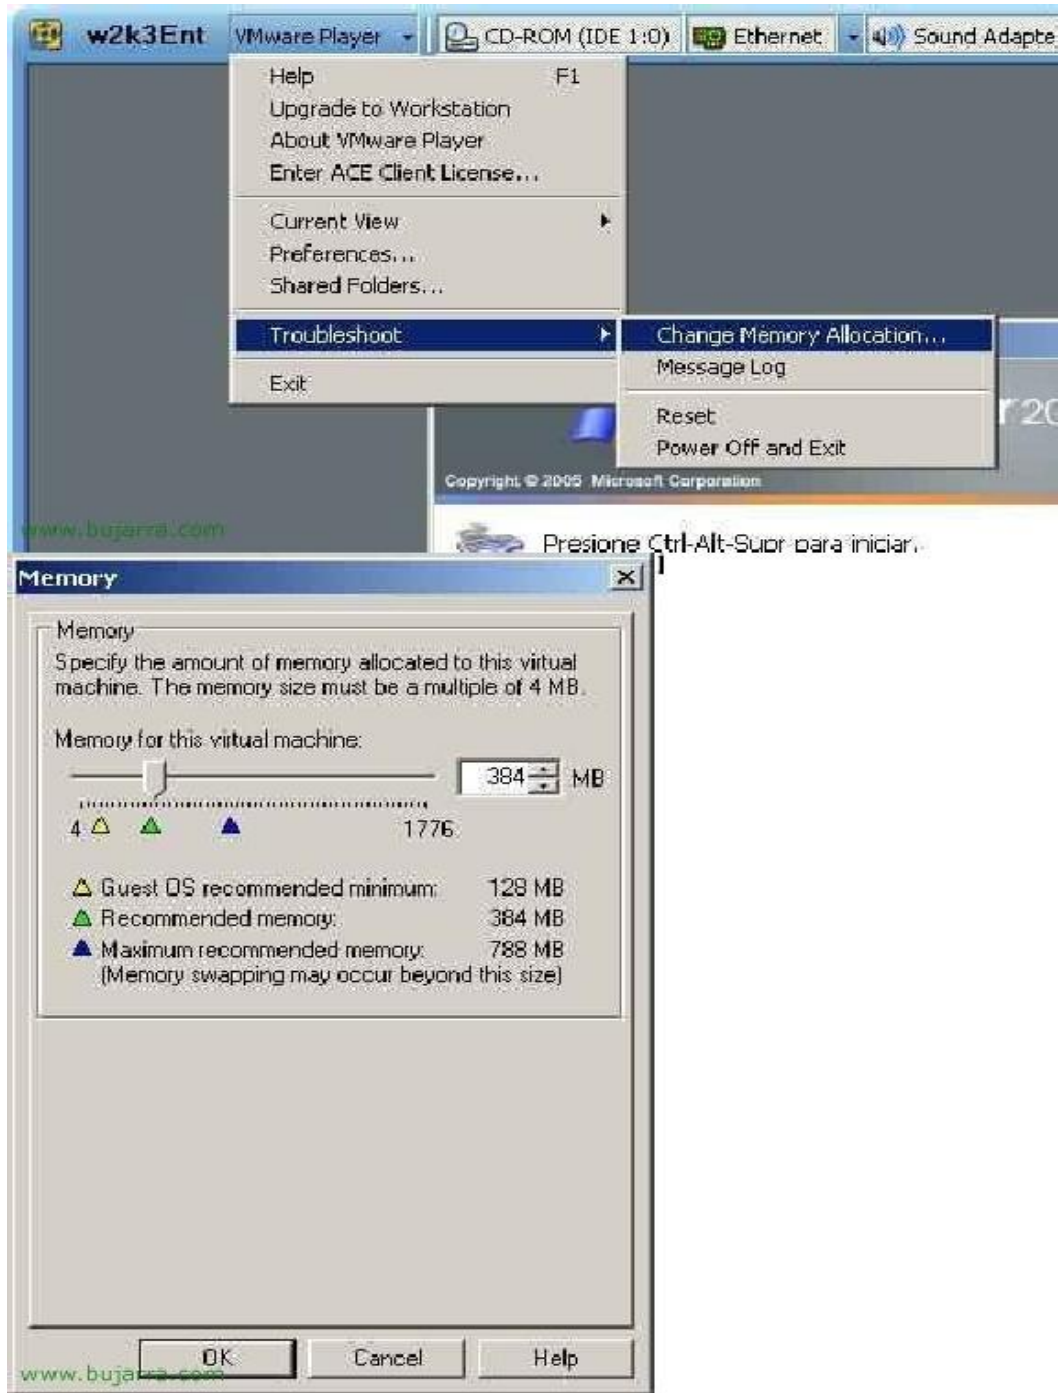 w2k3Ent VMware Player CD-ROM (IDE 1:0) Ethernet Sound Adapte
Help F1
Upgrade to Workstation
About VMware Player
Enter ACE Client License...
Current View
Preferences...
Shared Folders...
Troubleshoot
Exit
Change Memory Allocation...
Message Log
Reset
Power Off and Exit
r 20
Copyright © 2005 Microsoft Corporation
www.bujarra.com
Presione Ctrl-Alt-Supr para iniciar.
Memory
Memory
Specify the amount of memory allocated to this virtual
machine. The memory size must be a multiple of 4 MB.
Memory for this virtual machine:
384 MB
4 1776
Guest OS recommended minimum: 128 MB
Recommended memory: 384 MB
Maximum recommended memory: 788 MB
(Memory swapping may occur beyond this size)
OK Cancel Help
www.bujarra.com